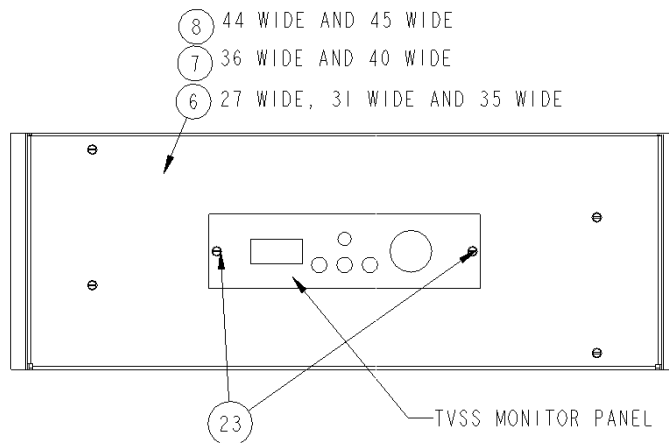 8 44 WIDE AND 45 WIDE
7 36 WIDE AND 40 WIDE
6 27 WIDE, 31 WIDE AND 35 WIDE
23
TVSS MONITOR PANEL